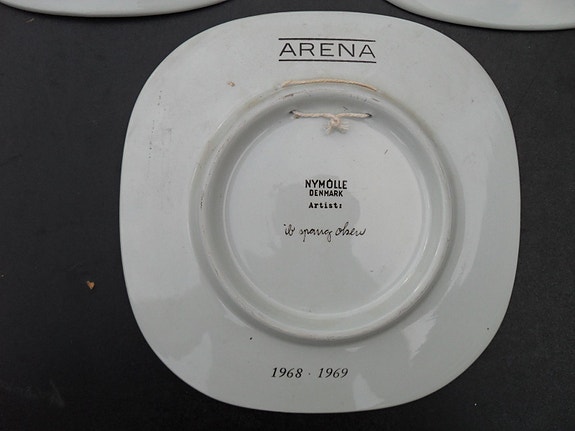 ARENA
NYMÖLLE
DENMARK
Artist:
ib spang olsen
1968 · 1969